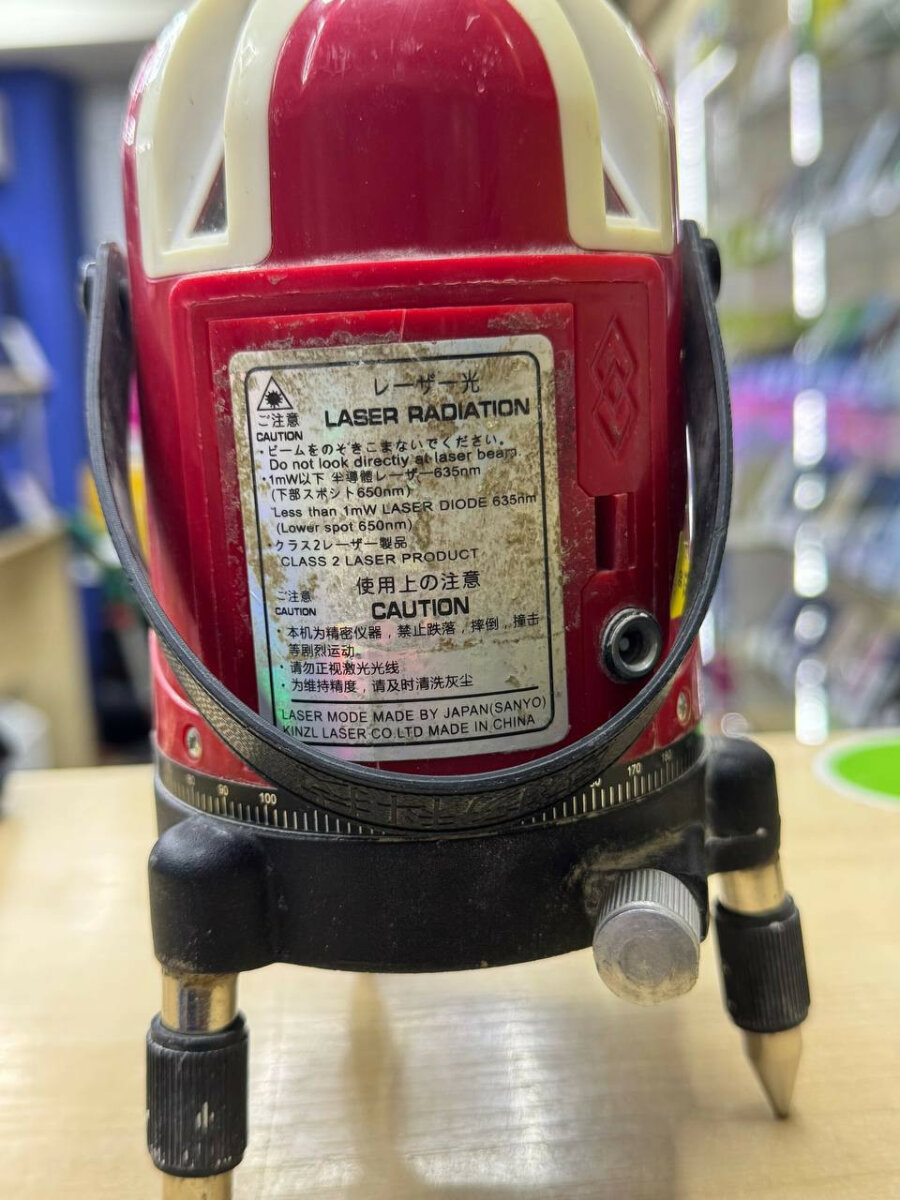 レーザー光
ご注意
CAUTION
LASER RADIATION
・ビームをのぞきこまないでください。
Do not look directly at laser beam.
・1mW以下 半導體レーザー635nm
(下部スポシト650nm)
Less than 1mW LASER DIODE 635nm
(Lower spot 650nm)
・クラス2レーザー製品
CLASS 2 LASER PRODUCT
使用上の注意
ご注意
CAUTION
CAUTION
・本机为精密仪器，禁止跌落，摔倒，撞击
等剧烈运动。
・请勿正视激光光线
・为维持精度，请及时清洗灰尘
LASER MODE MADE BY JAPAN(SANYO)
KINZL LASER CO.LTD MADE IN CHINA
90
100
170